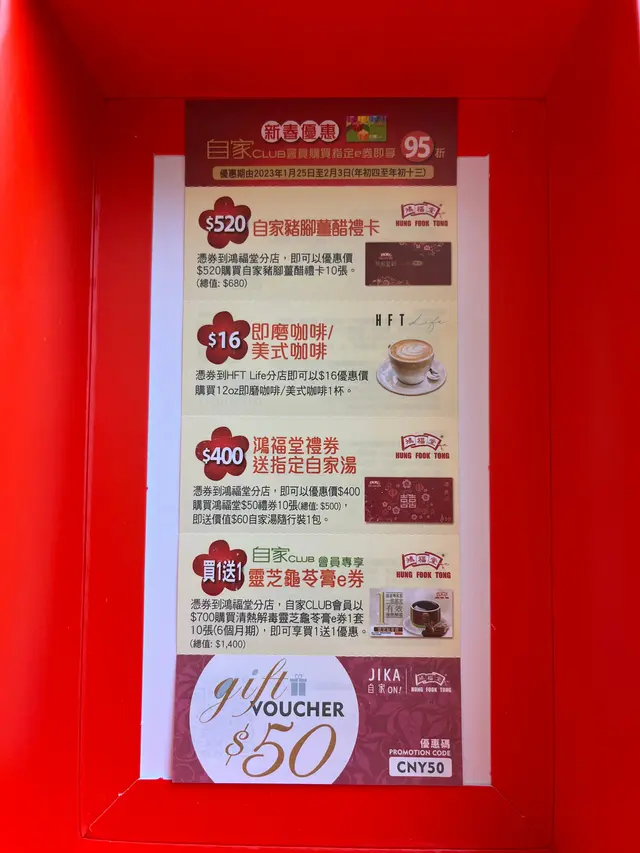 新春優惠
自家CLUB會員購買指定e券即享95折
優惠期由2023年1月25日至2月3日(年初四至年初十三)
$520
自家豬腳薑醋禮卡
鴻福堂
HUNG FOOK TONG
憑券到鴻福堂分店，即可以優惠價
$520購買自家豬腳薑醋禮卡10張。
(總值: $680)
$16
即磨咖啡/
美式咖啡
HFT Life
憑券到HFT Life分店即可以$16優惠價
購買12oz即磨咖啡/美式咖啡1杯。
$400
鴻福堂禮券
送指定自家湯
鴻福堂
HUNG FOOK TONG
憑券到鴻福堂分店，即可以優惠價$400
購買鴻福堂$50禮券10張(總值: $500)，
即送價值$60自家湯隨行裝1包。
買1送1
自家CLUB 會員專享
靈芝龜苓膏e券
鴻福堂
HUNG FOOK TONG
憑券到鴻福堂分店，自家CLUB會員以
$700購買清熱解毒靈芝龜苓膏e券1套
10張(6個月期)，即可享買1送1優惠。
(總值: $1,400)
有效
gift
VOUCHER
$50
JIKA
自家ON!
鴻福堂
HUNG FOOK TONG
優惠碼
PROMOTION CODE
CNY50